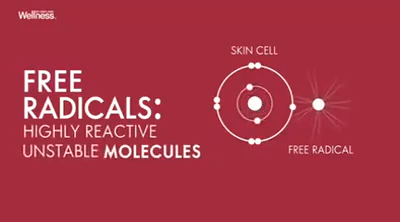 Wellness.
SKIN CELL
FREE
RADICALS:
HIGHLY REACTIVE
UNSTABLE MOLECULES
FREE RADICAL